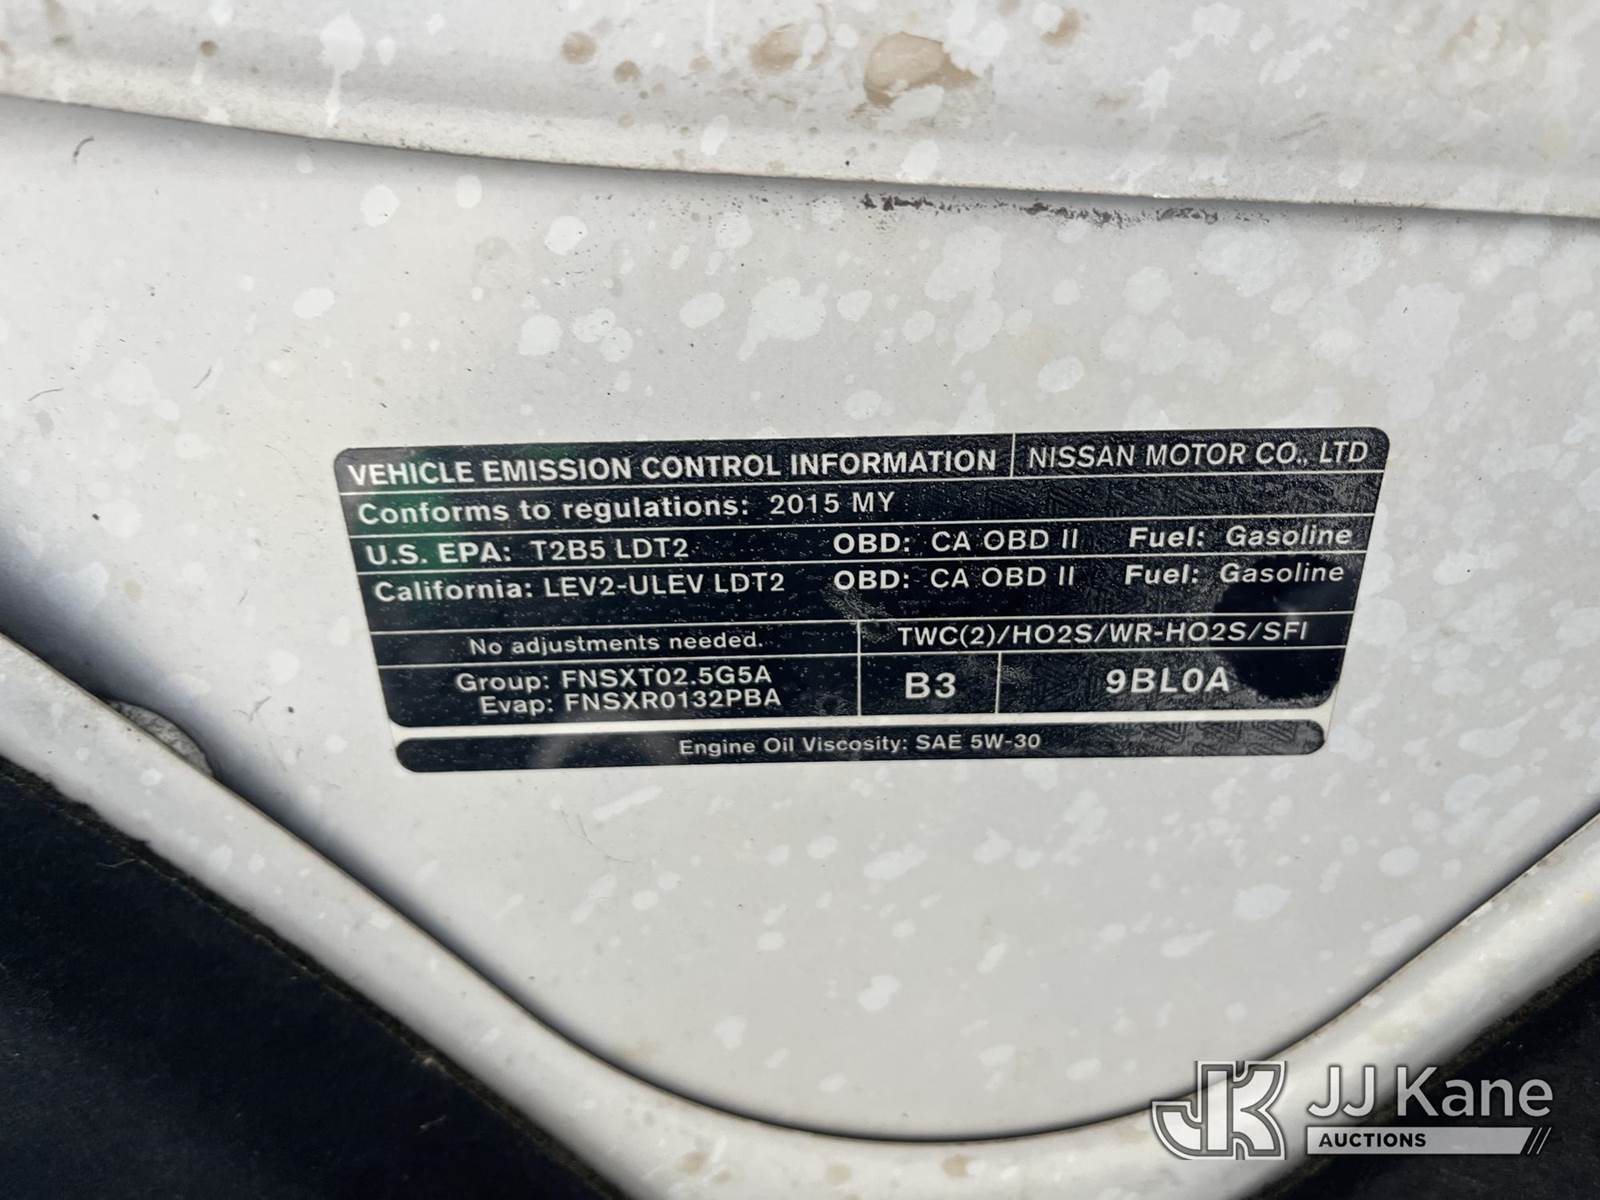 VEHICLE EMISSION CONTROL INFORMATION NISSAN MOTOR CO., LTD
Conforms to regulations: 2015 MY
U.S. EPA: T2B5 LDT2 OBD: CA OBD II Fuel: Gasoline
California: LEV2-ULEV LDT2 OBD: CA OBD II Fuel: Gasoline
No adjustments needed. TWC(2)/HO2S/WR-HO2S/SFI
Group: FNSXT02.5G5A
Evap: FNSXR0132PBA
B3 9BL0A
Engine Oil Viscosity: SAE 5W-30
JK JJ Kane
AUCTIONS